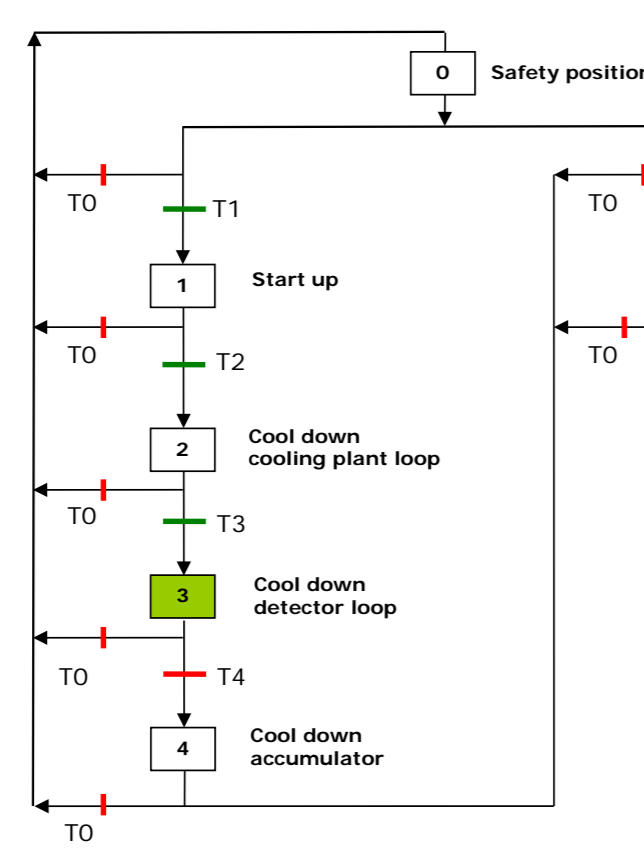 0
Safety position
T0
T0
T1
1
Start up
T0
T0
T2
2
Cool down
cooling plant loop
T0
T3
3
Cool down
detector loop
T0
T4
4
Cool down
accumulator
T0